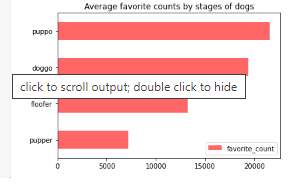 Average favorite counts by stages of dogs
puppo
doggo
click to scroll output; double click to hide
floofer
pupper
favorite_count
0 5000 10000 15000 20000